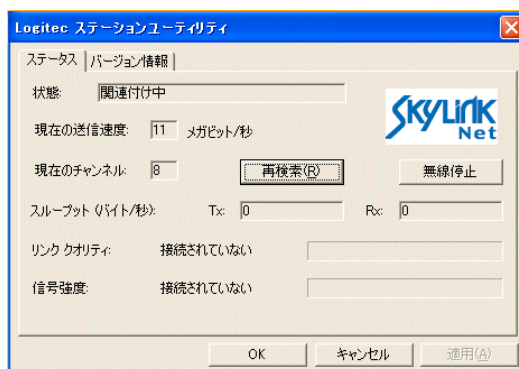 Logitec ステーションユーティリティ
ステータス バージョン情報
状態: 関連付け中
SKYLINK
Net
現在の送信速度: 11 メガビット/秒
現在のチャンネル: 8 再検索(R) 無線停止
スループット (バイト/秒): Tx: 0 Rx: 0
リンク クオリティ: 接続されていない
信号強度: 接続されていない
OK キャンセル 適用(A)